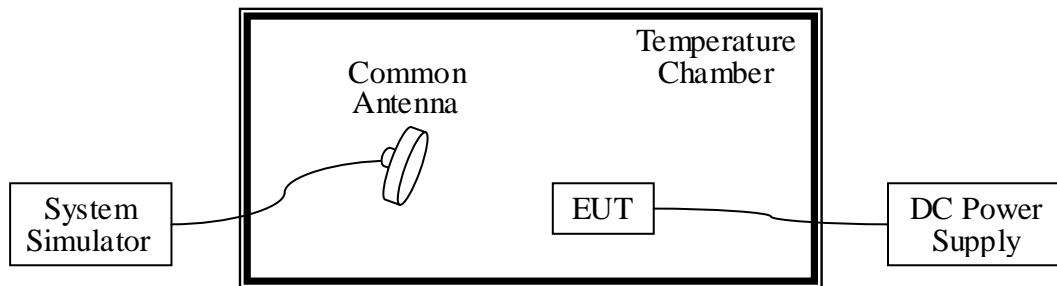 Temperature
Chamber
Common
Antenna
System
Simulator
EUT
DC Power
Supply